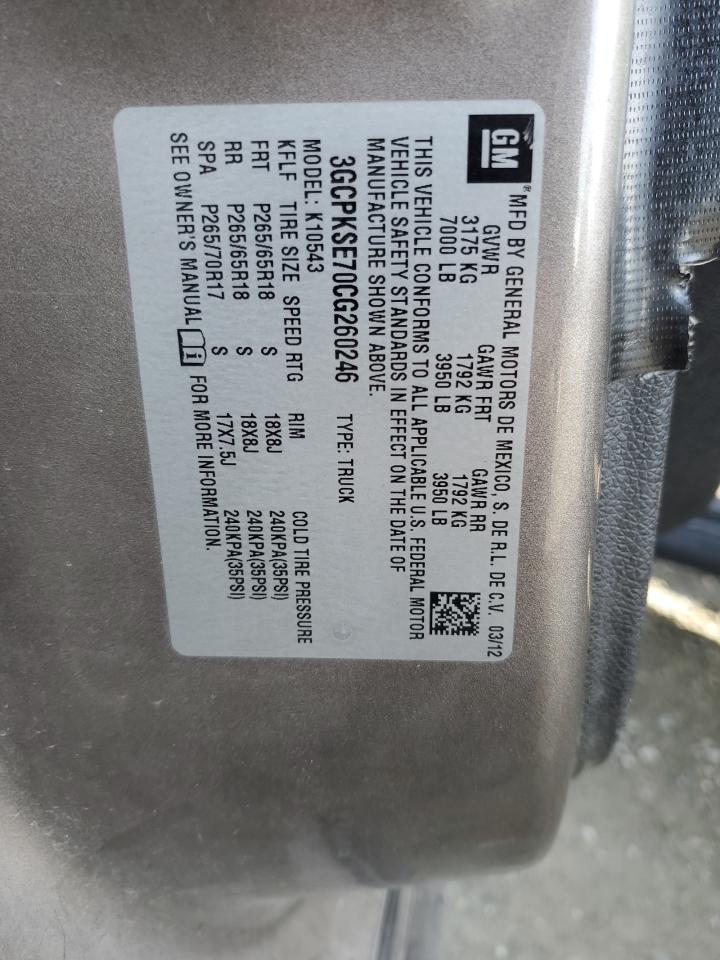 GM® MFD BY GENERAL MOTORS DE MEXICO, S. DE R.L. DE C.V. 03/12
GVWR GAWR FRT GAWR RR
3175 KG 1792 KG 1792 KG
7000 LB 3950 LB 3950 LB
THIS VEHICLE CONFORMS TO ALL APPLICABLE U.S. FEDERAL MOTOR
VEHICLE SAFETY STANDARDS IN EFFECT ON THE DATE OF
MANUFACTURE SHOWN ABOVE.
3GCPKSE70CG260246 TYPE: TRUCK
MODEL: K10543
KFLF TIRE SIZE SPEED RTG RIM COLD TIRE PRESSURE
FRT P265/65R18 S 18X8J 240KPA(35PSI)
RR P265/65R18 S 18X8J 240KPA(35PSI)
SPA P265/70R17 S 17X7.5J 240KPA(35PSI)
SEE OWNER'S MANUAL FOR MORE INFORMATION.